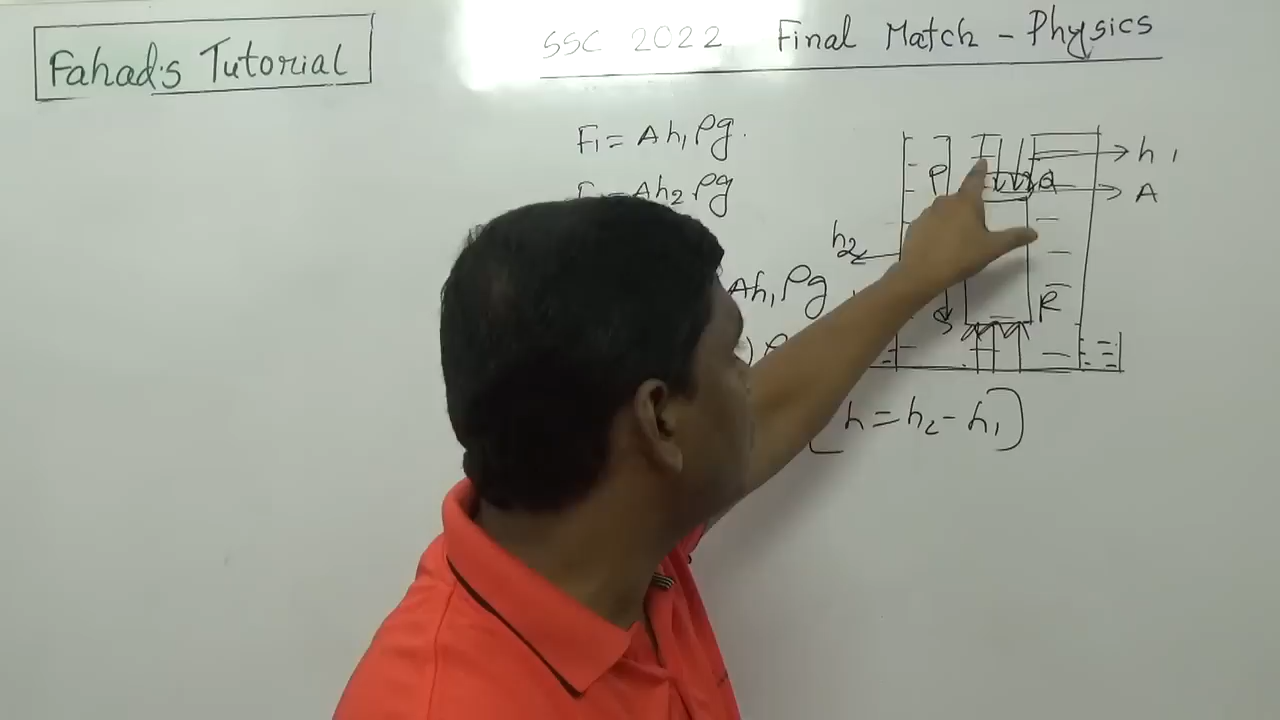 Fahad's Tutorial
SSC 2022 Final Match - Physics
F₁ = Ah₁ρg.
= Ah₂ρg
Ah₁ρg
[h = h₂ - h₁]
h₁
P
Q
A
h₂
S
R